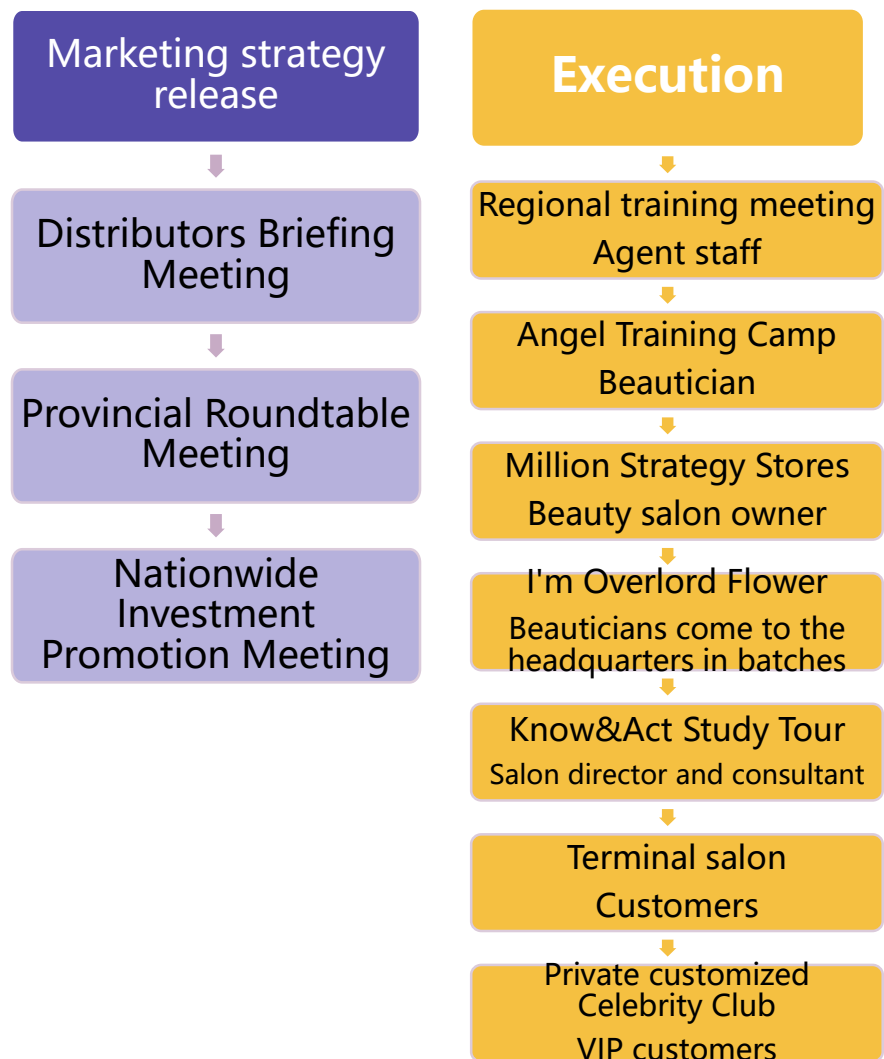 Marketing strategy
release
Distributors Briefing
Meeting
Provincial Roundtable
Meeting
Nationwide
Investment
Promotion Meeting
Execution
Regional training meeting
Agent staff
Angel Training Camp
Beautician
Million Strategy Stores
Beauty salon owner
I'm Overlord Flower
Beauticians come to the
headquarters in batches
Know&Act Study Tour
Salon director and consultant
Terminal salon
Customers
Private customized
Celebrity Club
VIP customers